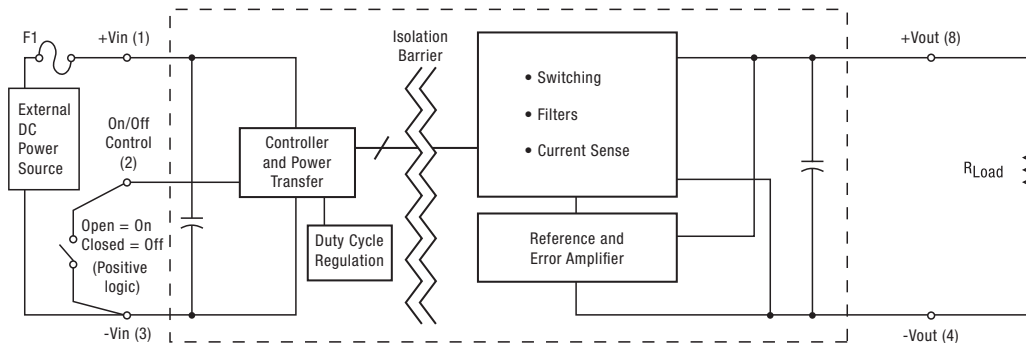 F1
+Vin (1)
External
DC
Power
Source
On/Off
Control
(2)
Open = On
Closed = Off
(Positive
logic)
-Vin (3)
Controller
and Power
Transfer
Duty Cycle
Regulation
Isolation
Barrier
• Switching
• Filters
• Current Sense
Reference and
Error Amplifier
+Vout (8)
RLoad
-Vout (4)